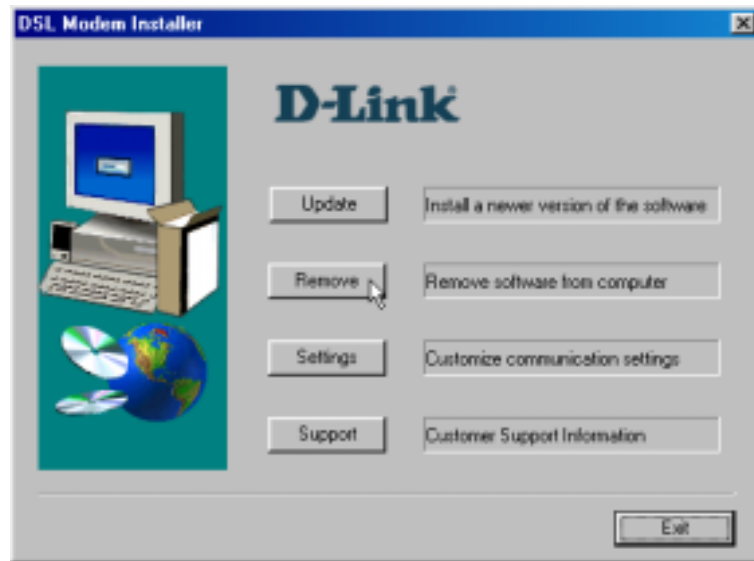 DSL Modem Installer
D-Link
Update Install a newer version of the software
Remove Remove software from computer
Settings Customize communication settings
Support Customer Support Information
Exit